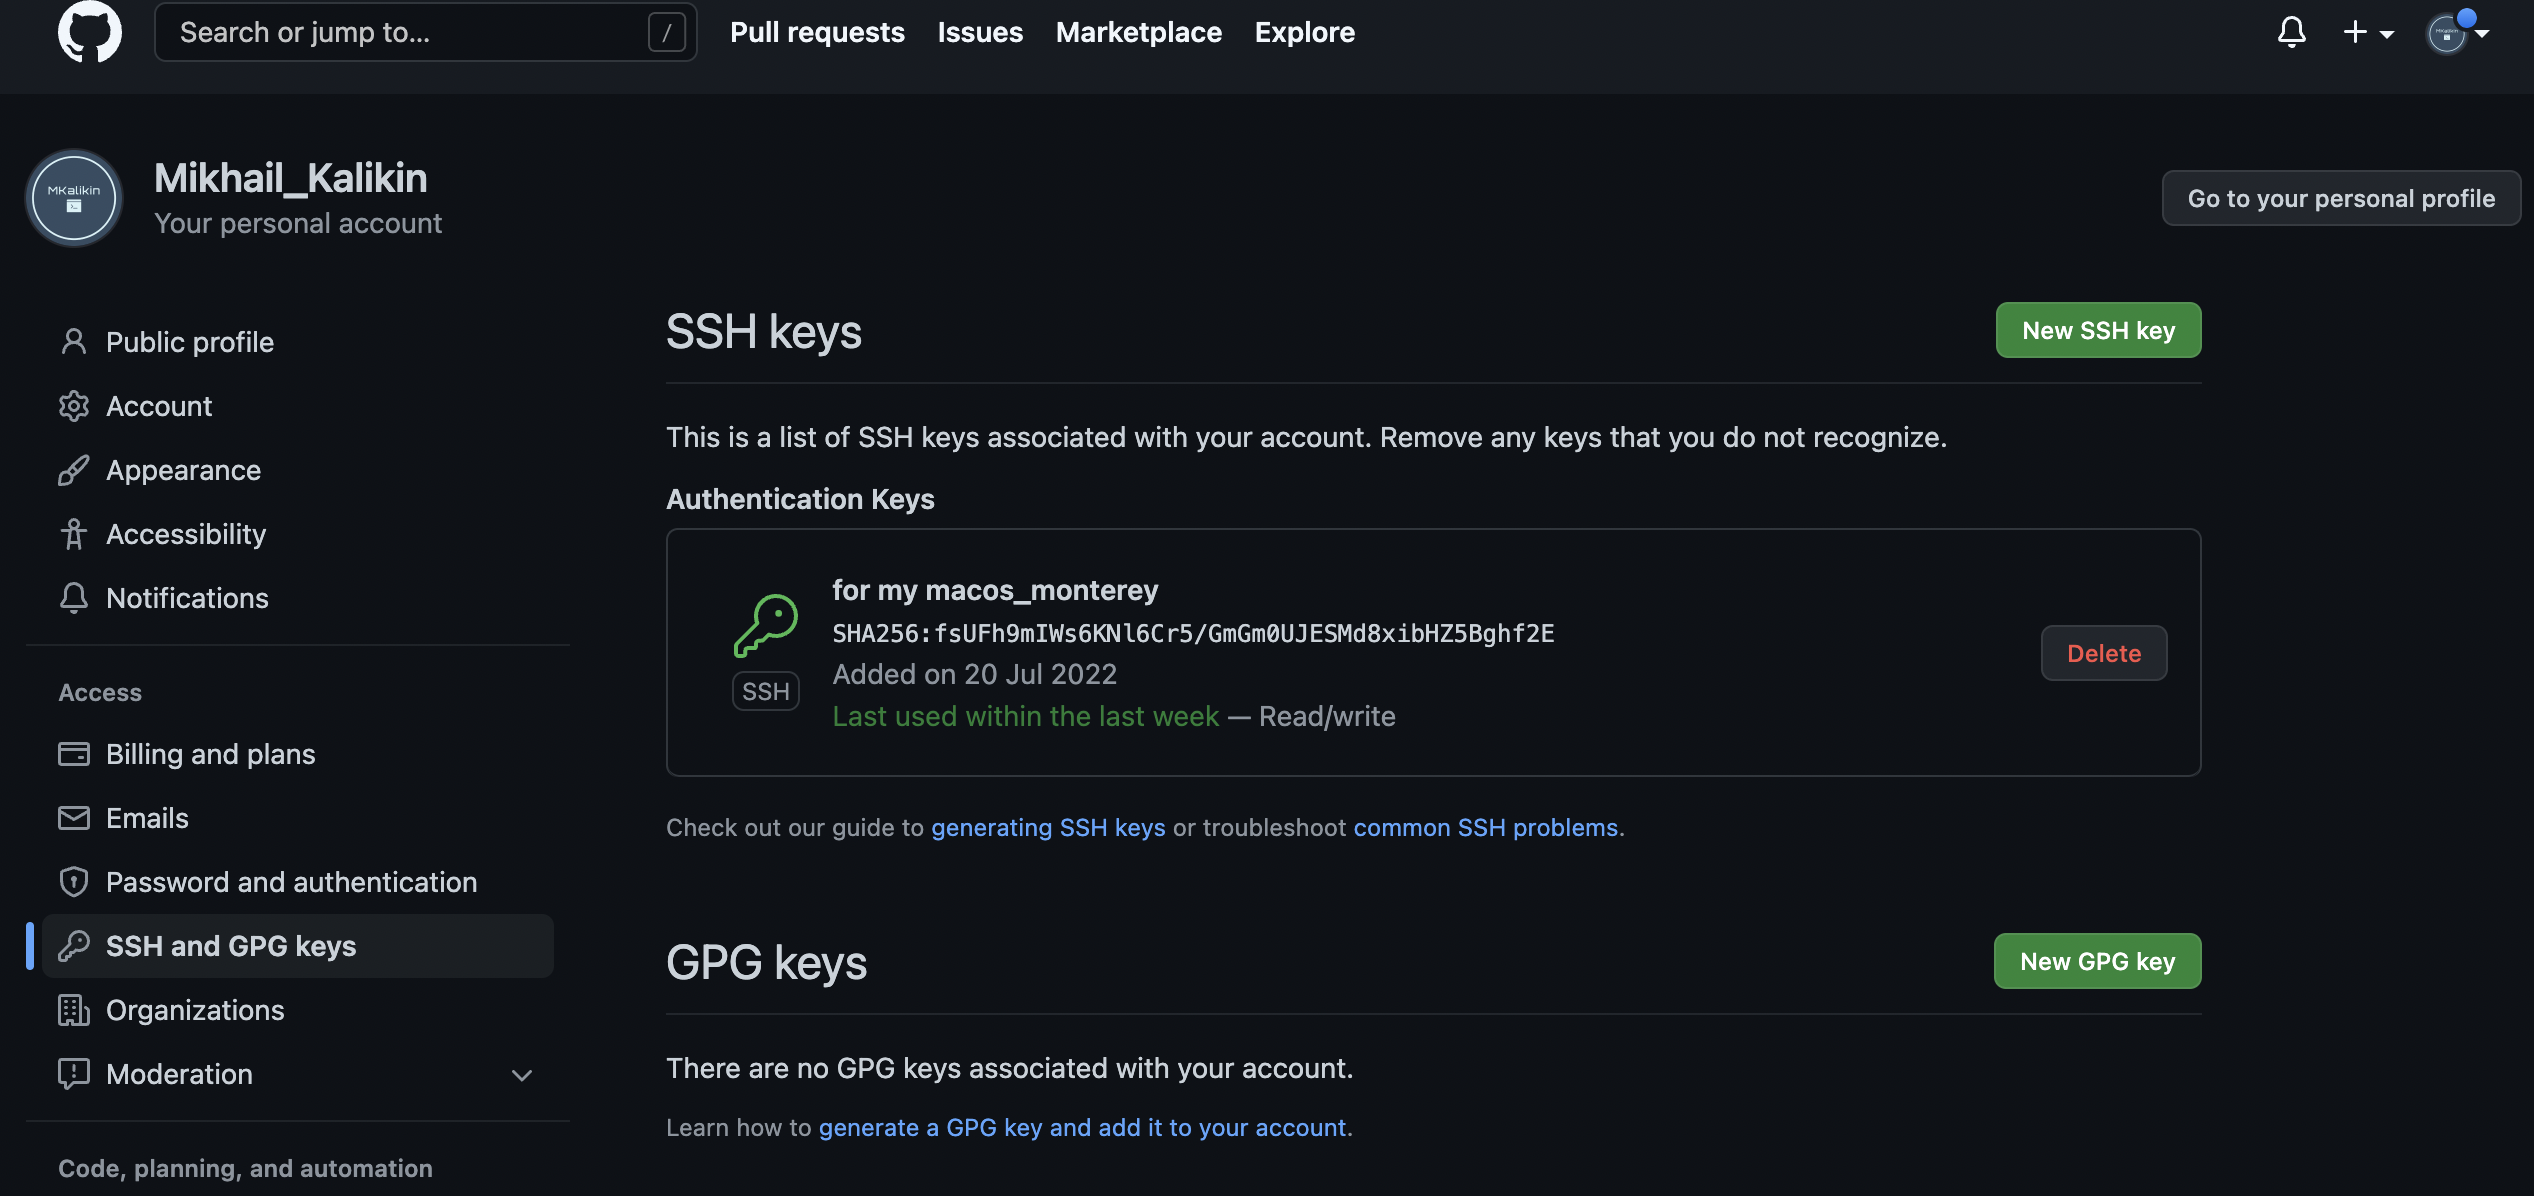 Search or jump to... /
Pull requests Issues Marketplace Explore
MKalikin
Mikhail_Kalikin
Your personal account
Go to your personal profile
Public profile
Account
Appearance
Accessibility
Notifications
Access
Billing and plans
Emails
Password and authentication
SSH and GPG keys
Organizations
Moderation
Code, planning, and automation
SSH keys
New SSH key
This is a list of SSH keys associated with your account. Remove any keys that you do not recognize.
Authentication Keys
for my macos_monterey
SHA256:fsUFh9mIWs6KNl6Cr5/GmGm0UJESMd8xibHZ5Bghf2E
Added on 20 Jul 2022
Last used within the last week — Read/write
SSH
Delete
Check out our guide to generating SSH keys or troubleshoot common SSH problems.
GPG keys
New GPG key
There are no GPG keys associated with your account.
Learn how to generate a GPG key and add it to your account.